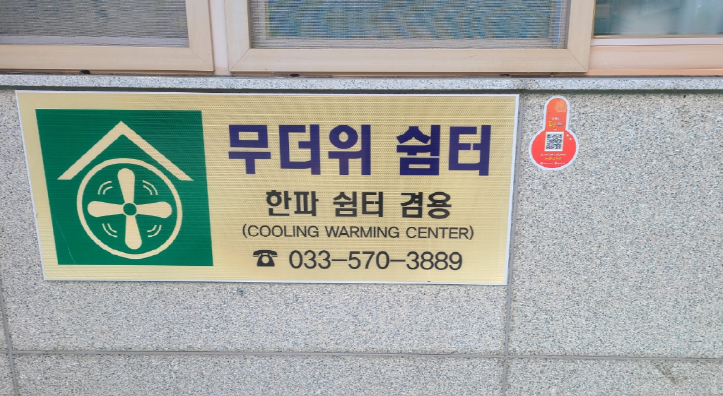 무더위 쉼터
한파 쉼터 겸용
(COOLING WARMING CENTER)
☎ 033-570-3889